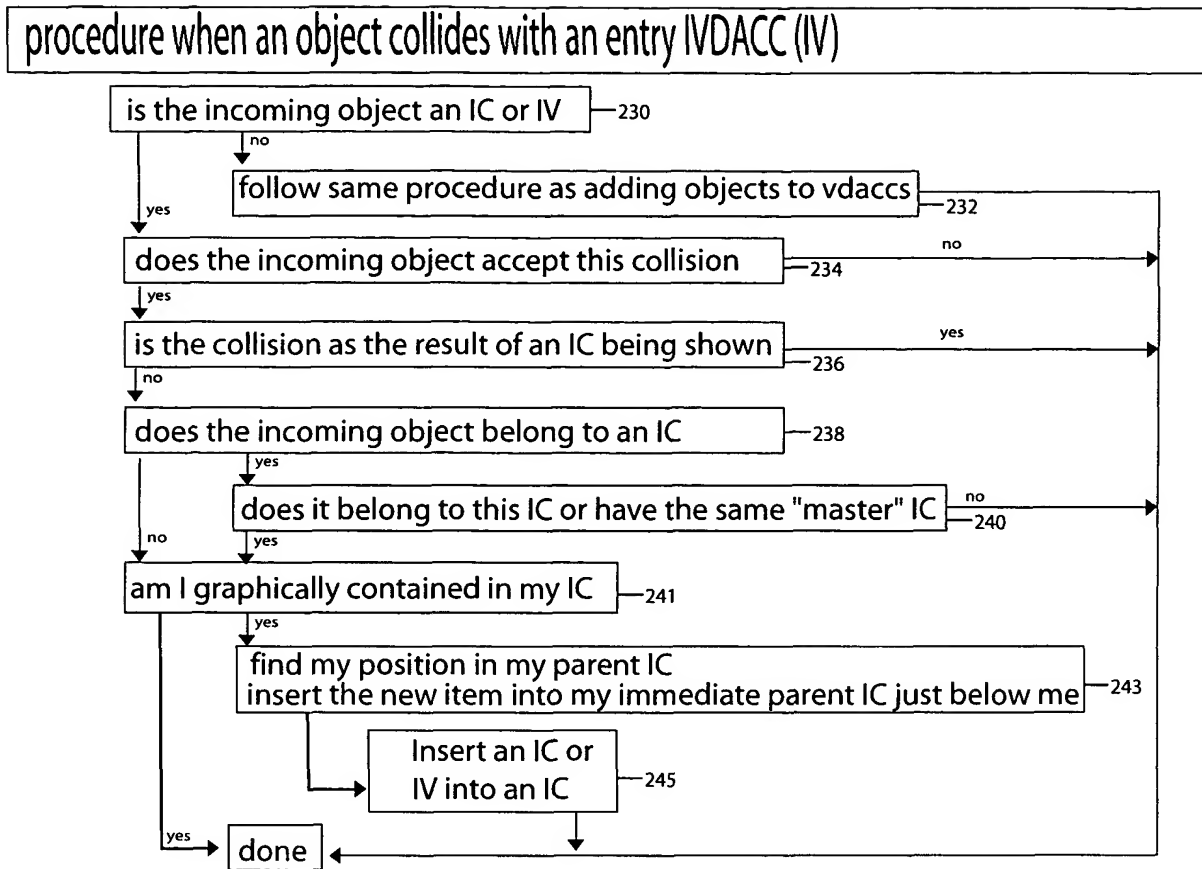 procedure when an object collides with an entry IVDACC (IV)
is the incoming object an IC or IV
230
no
follow same procedure as adding objects to vdaccs
232
yes
does the incoming object accept this collision
234
no
yes
is the collision as the result of an IC being shown
236
yes
no
does the incoming object belong to an IC
238
yes
does it belong to this IC or have the same "master" IC
240
no
no
yes
am I graphically contained in my IC
241
yes
find my position in my parent IC
insert the new item into my immediate parent IC just below me
243
Insert an IC or
IV into an IC
245
yes
done